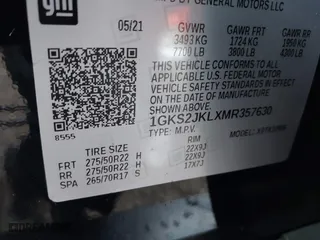 gm
BY GENERAL MOTORS LLC
05/21 GVWR GAWR FRT GAWR RR
3493 KG 1724 KG 1950 KG
7700 LB 3800 LB 4300 LB
THIS VEHICLE CONFORMS TO ALL
APPLICABLE U.S. FEDERAL MOTOR
VEHICLE SAFETY STANDARDS IN EFFECT
ON THE DATE OF MANUFACTURE
SHOWN ABOVE.
1GKS2JKLXMR357630
8555
TYPE: M.P.V.
TIRE SIZE RIM
FRT 275/50R22 H 22X9J
RR 275/50R22 H 22X9J
SPA 265/70R17 S 17X7J